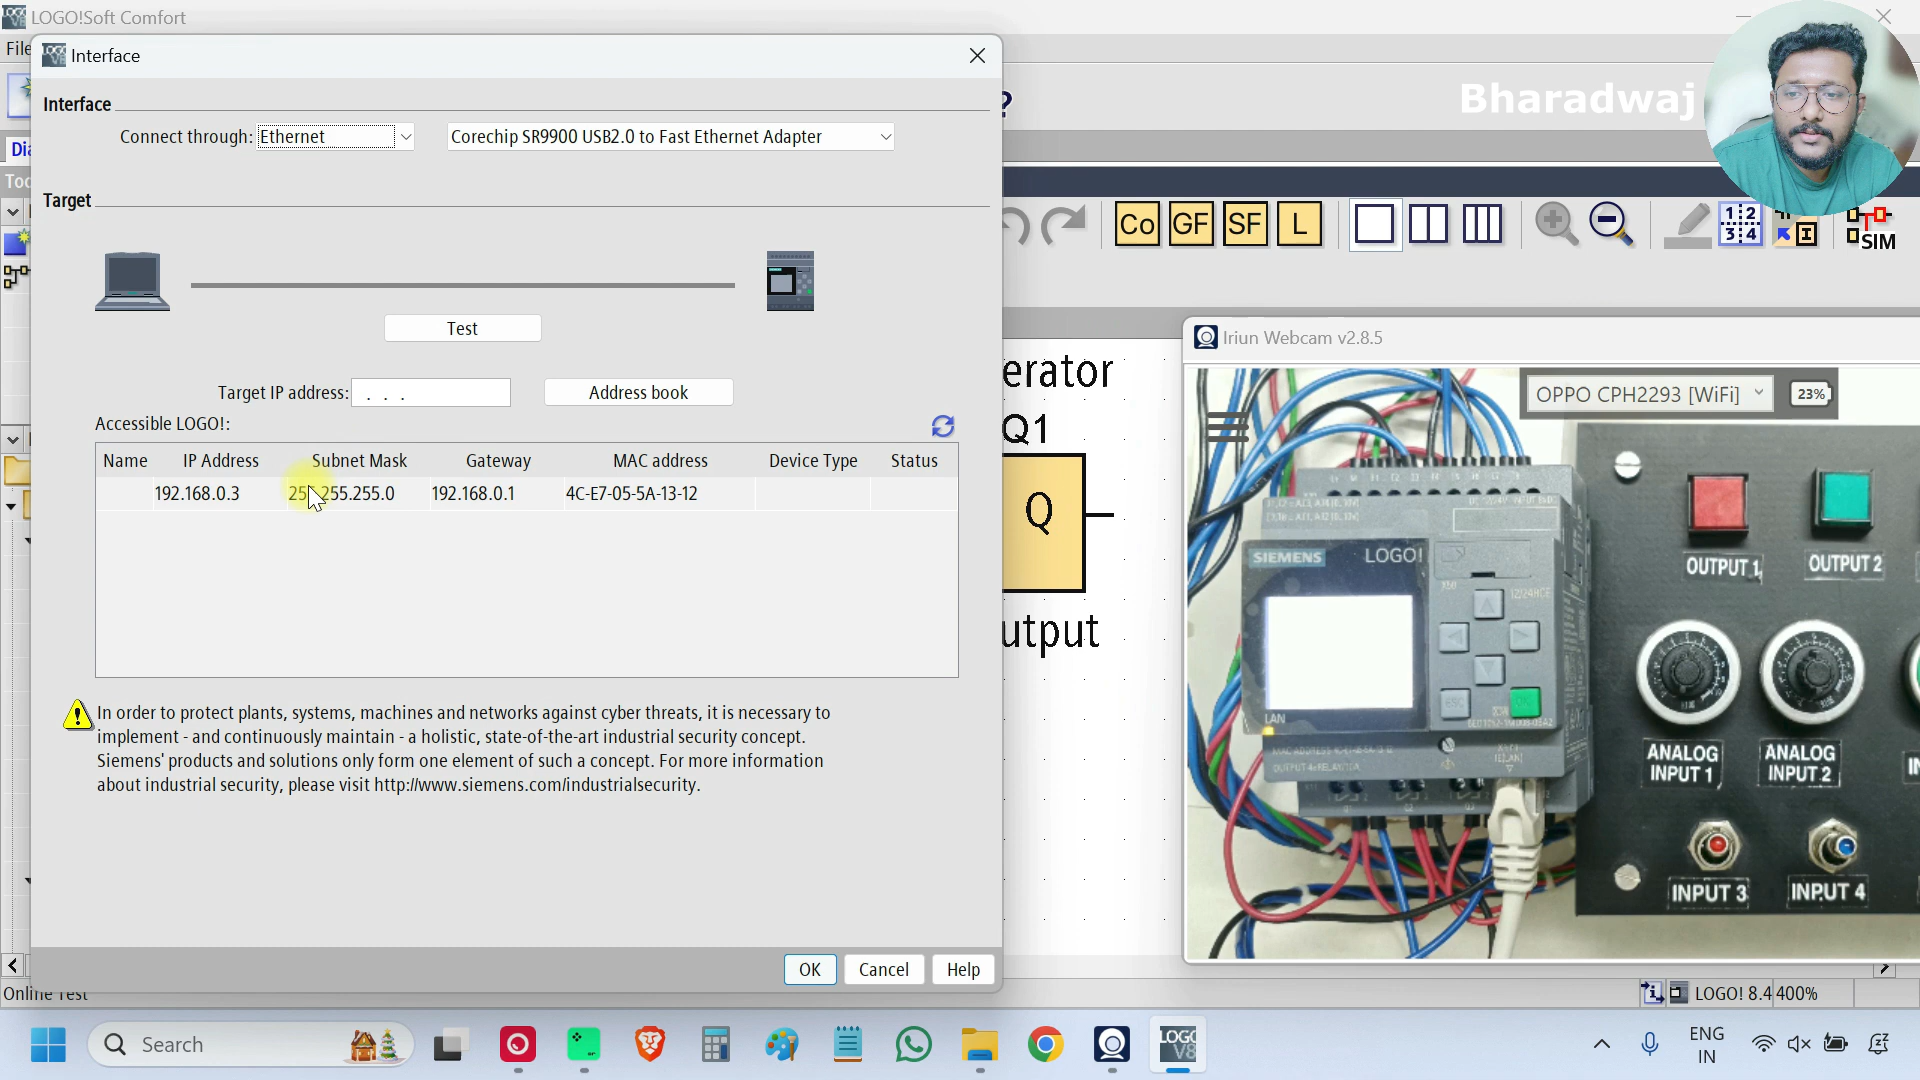 LOGO!Soft Comfort
File
Interface
Bharadwaj
Interface
Connect through: Ethernet
Corechip SR9900 USB2.0 to Fast Ethernet Adapter
Target
Co GF SF L
SIM
Test
Target IP address: . . .
Address book
Accessible LOGO!:
Name IP Address Subnet Mask Gateway MAC address Device Type Status
192.168.0.3 255.255.255.0 192.168.0.1 4C-E7-05-5A-13-12
In order to protect plants, systems, machines and networks against cyber threats, it is necessary to
implement - and continuously maintain - a holistic, state-of-the-art industrial security concept.
Siemens' products and solutions only form one element of such a concept. For more information
about industrial security, please visit http://www.siemens.com/industrialsecurity.
OK Cancel Help
erator
Q1
Q
utput
Iriun Webcam v2.8.5
OPPO CPH2293 [WiFi] 23%
SIEMENS LOGO!
LAN
OUTPUT 1
OUTPUT 2
ANALOG
INPUT 1
ANALOG
INPUT 2
INPUT 3
INPUT 4
Online Test
LOGO! 8.4 400%
Search
ENG
IN